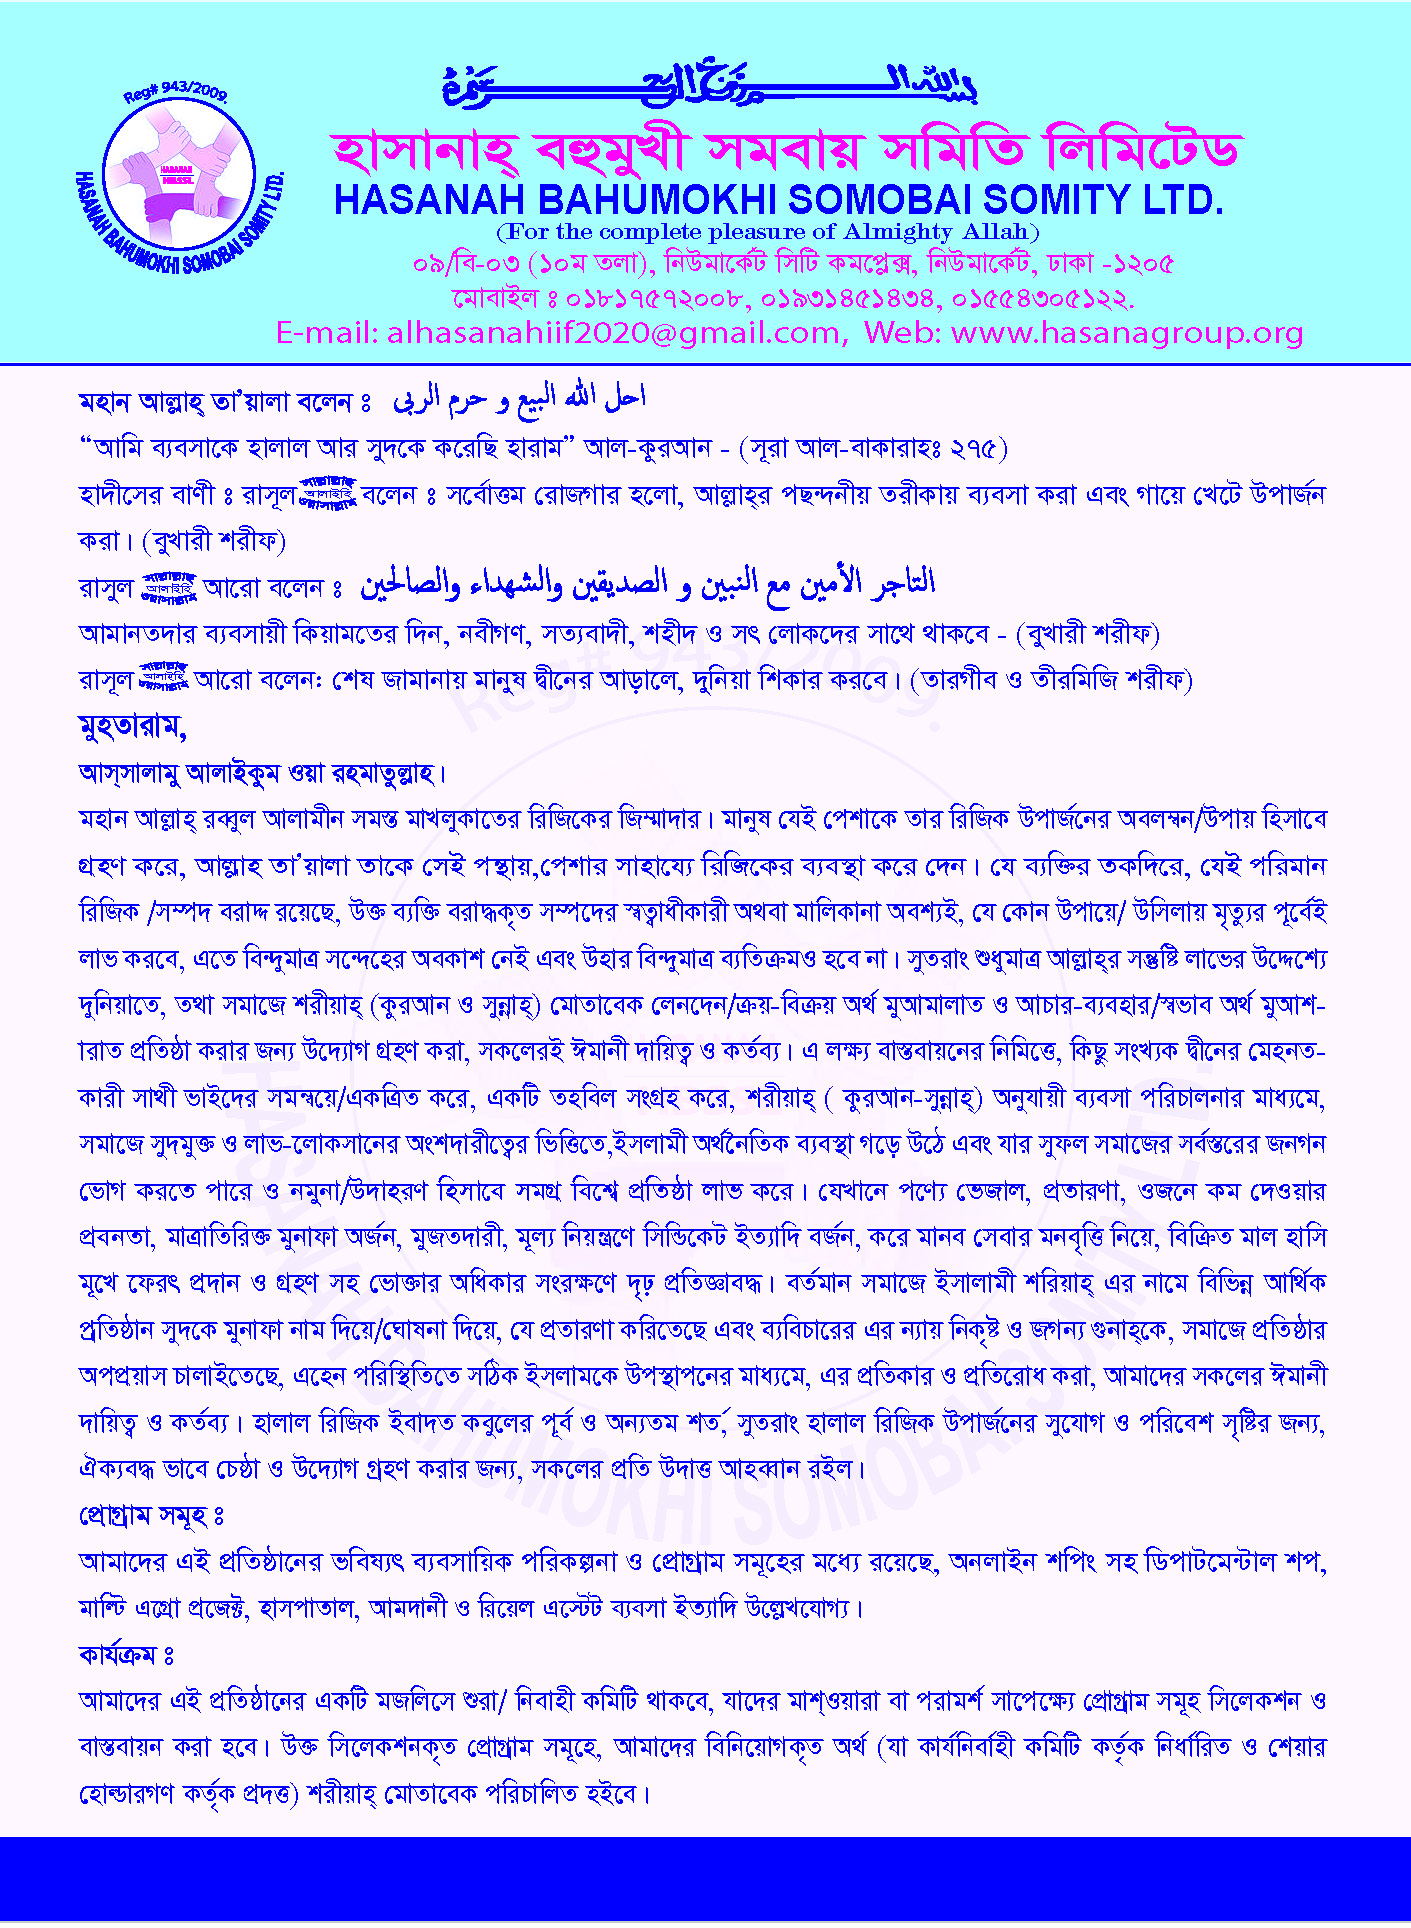 بسم الله الرحمن الرحيم
Reg# 943/2009.
HASANAH
HASANAH BAHUMOKHI SOMOBAI SOMITY LTD.
হাসানাহ্ বহুমুখী সমবায় সমিতি লিমিটেড
HASANAH BAHUMOKHI SOMOBAI SOMITY LTD.
(For the complete pleasure of Almighty Allah)
০৯/বি-০৩ (১০ম তলা), নিউমার্কেট সিটি কমপ্লেক্স, নিউমার্কেট, ঢাকা -১২০৫
মোবাইল ঃ ০১৮১৭৫৭২০০৮, ০১৯৩১৪৫১৪৩৪, ০১৫৫৪৩০৫১২২.
E-mail: alhasanahiif2020@gmail.com, Web: www.hasanagroup.org
মহান আল্লাহ্ তা’য়ালা বলেন ঃ احل الله البيع و حرم الربى
“আমি ব্যবসাকে হালাল আর সুদকে করেছি হারাম” আল-কুরআন - (সূরা আল-বাকারাহঃ ২৭৫)
হাদীসের বাণী ঃ রাসূল সাল্লাল্লাহু আলাইহি ওয়াসাল্লাম বলেন ঃ সর্বোত্তম রোজগার হলো, আল্লাহ্‌র পছন্দনীয় তরীকায় ব্যবসা করা এবং গায়ে খেটে উপার্জন
করা। (বুখারী শরীফ)
রাসুল সাল্লাল্লাহু আলাইহি ওয়াসাল্লাম আরো বলেন ঃ التاجر الأمين مع النبين و الصديقين والشهداء والصالحين
আমানতদার ব্যবসায়ী কিয়ামতের দিন, নবীগণ, সত্যবাদী, শহীদ ও সৎ লোকদের সাথে থাকবে - (বুখারী শরীফ)
রাসূল সাল্লাল্লাহু আলাইহি ওয়াসাল্লাম আরো বলেন: শেষ জামানায় মানুষ দ্বীনের আড়ালে, দুনিয়া শিকার করবে। (তারগীব ও তীরমিজি শরীফ)
মুহতারাম,
আস্‌সালামু আলাইকুম ওয়া রহমাতুল্লাহ।
মহান আল্লাহ্ রব্বুল আলামীন সমস্ত মাখলুকাতের রিজিকের জিম্মাদার। মানুষ যেই পেশাকে তার রিজিক উপার্জনের অবলম্বন/উপায় হিসাবে
গ্রহণ করে, আল্লাহ তা’য়ালা তাকে সেই পন্থায়,পেশার সাহায্যে রিজিকের ব্যবস্থা করে দেন। যে ব্যক্তির তকদিরে, যেই পরিমান
রিজিক /সম্পদ বরাদ্দ রয়েছে, উক্ত ব্যক্তি বরাদ্ধকৃত সম্পদের স্বত্বাধীকারী অথবা মালিকানা অবশ্যই, যে কোন উপায়ে/ উসিলায় মৃত্যুর পূর্বেই
লাভ করবে, এতে বিন্দুমাত্র সন্দেহের অবকাশ নেই এবং উহার বিন্দুমাত্র ব্যতিক্রমও হবে না। সুতরাং শুধুমাত্র আল্লাহ্‌র সন্তুষ্টি লাভের উদ্দেশ্যে
দুনিয়াতে, তথা সমাজে শরীয়াহ্ (কুরআন ও সুন্নাহ্) মোতাবেক লেনদেন/ক্রয়-বিক্রয় অর্থ মুআমালাত ও আচার-ব্যবহার/স্বভাব অর্থ মুআশ-
ারাত প্রতিষ্ঠা করার জন্য উদ্যোগ গ্রহণ করা, সকলেরই ঈমানী দায়িত্ব ও কর্তব্য। এ লক্ষ্য বাস্তবায়নের নিমিত্তে, কিছু সংখ্যক দ্বীনের মেহনত-
কারী সাথী ভাইদের সমন্বয়ে/একত্রিত করে, একটি তহবিল সংগ্রহ করে, শরীয়াহ্ ( কুরআন-সুন্নাহ্) অনুযায়ী ব্যবসা পরিচালনার মাধ্যমে,
সমাজে সুদমুক্ত ও লাভ-লোকসানের অংশদারীত্বের ভিত্তিতে,ইসলামী অর্থনৈতিক ব্যবস্থা গড়ে উঠে এবং যার সুফল সমাজের সর্বস্তরের জনগন
ভোগ করতে পারে ও নমুনা/উদাহরণ হিসাবে সমগ্র বিশ্বে প্রতিষ্ঠা লাভ করে। যেখানে পণ্যে ভেজাল, প্রতারণা, ওজনে কম দেওয়ার
প্রবনতা, মাত্রাতিরিক্ত মুনাফা অর্জন, মুজতদারী, মূল্য নিয়ন্ত্রণে সিন্ডিকেট ইত্যাদি বর্জন, করে মানব সেবার মনবৃত্তি নিয়ে, বিক্রিত মাল হাসি
মূখে ফেরৎ প্রদান ও গ্রহণ সহ ভোক্তার অধিকার সংরক্ষণে দৃঢ় প্রতিজ্ঞাবদ্ধ। বর্তমান সমাজে ইসালামী শরিয়াহ্ এর নামে বিভিন্ন আর্থিক
প্রতিষ্ঠান সুদকে মুনাফা নাম দিয়ে/ঘোষনা দিয়ে, যে প্রতারণা করিতেছে এবং ব্যবিচারের এর ন্যায় নিকৃষ্ট ও জগন্য গুনাহ্‌কে, সমাজে প্রতিষ্ঠার
অপপ্রয়াস চালাইতেছে, এহেন পরিস্থিতিতে সঠিক ইসলামকে উপস্থাপনের মাধ্যমে, এর প্রতিকার ও প্রতিরোধ করা, আমাদের সকলের ঈমানী
দায়িত্ব ও কর্তব্য। হালাল রিজিক ইবাদত কবুলের পূর্ব ও অন্যতম শর্ত, সুতরাং হালাল রিজিক উপার্জনের সুযোগ ও পরিবেশ সৃষ্টির জন্য,
ঐক্যবদ্ধ ভাবে চেষ্ঠা ও উদ্যোগ গ্রহণ করার জন্য, সকলের প্রতি উদাত্ত আহব্বান রইল।
প্রোগ্রাম সমূহ ঃ
আমাদের এই প্রতিষ্ঠানের ভবিষ্যৎ ব্যবসায়িক পরিকল্পনা ও প্রোগ্রাম সমূহের মধ্যে রয়েছে, অনলাইন শপিং সহ ডিপাটমেন্টাল শপ,
মাল্টি এগ্রো প্রজেক্ট, হাসপাতাল, আমদানী ও রিয়েল এস্টেট ব্যবসা ইত্যাদি উল্লেখযোগ্য।
কার্যক্রম ঃ
আমাদের এই প্রতিষ্ঠানের একটি মজলিসে শুরা/ নিবাহী কমিটি থাকবে, যাদের মাশ্‌ওয়ারা বা পরামর্শ সাপেক্ষ্যে প্রোগ্রাম সমূহ সিলেকশন ও
বাস্তবায়ন করা হবে। উক্ত সিলেকশনকৃত প্রোগ্রাম সমূহে, আমাদের বিনিয়োগকৃত অর্থ (যা কার্যনির্বাহী কমিটি কর্তৃক নির্ধারিত ও শেয়ার
হোল্ডারগণ কর্তৃক প্রদত্ত) শরীয়াহ্ মোতাবেক পরিচালিত হইবে।